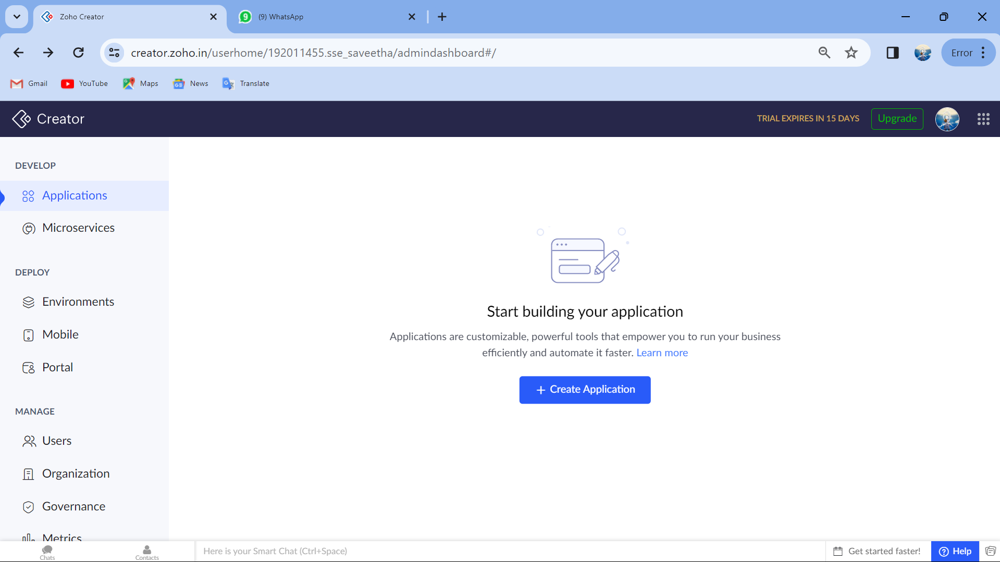 Zoho Creator
(9) WhatsApp
creator.zoho.in/userhome/192011455.sse_saveetha/admindashboard#/
Error
Gmail
YouTube
Maps
News
Translate
Creator
TRIAL EXPIRES IN 15 DAYS
Upgrade
DEVELOP
Applications
Microservices
DEPLOY
Environments
Mobile
Portal
MANAGE
Users
Organization
Governance
Metrics
Start building your application
Applications are customizable, powerful tools that empower you to run your business
efficiently and automate it faster. Learn more
+ Create Application
Chats
Contacts
Here is your Smart Chat (Ctrl+Space)
Get started faster!
Help